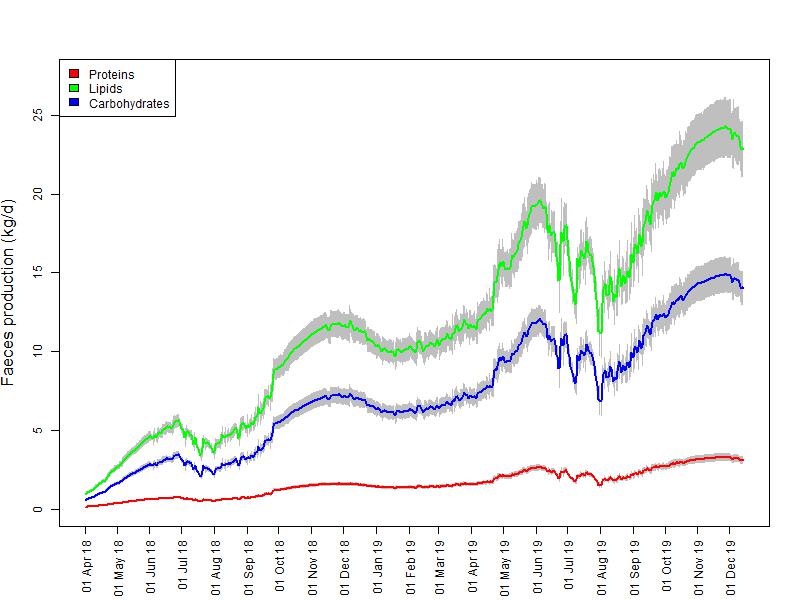 Proteins
Lipids
Carbohydrates
Faeces production (kg/d)
25
20
15
10
5
0
01 Apr 18
01 May 18
01 Jun 18
01 Jul 18
01 Aug 18
01 Sep 18
01 Oct 18
01 Nov 18
01 Dec 18
01 Jan 19
01 Feb 19
01 Mar 19
01 Apr 19
01 May 19
01 Jun 19
01 Jul 19
01 Aug 19
01 Sep 19
01 Oct 19
01 Nov 19
01 Dec 19